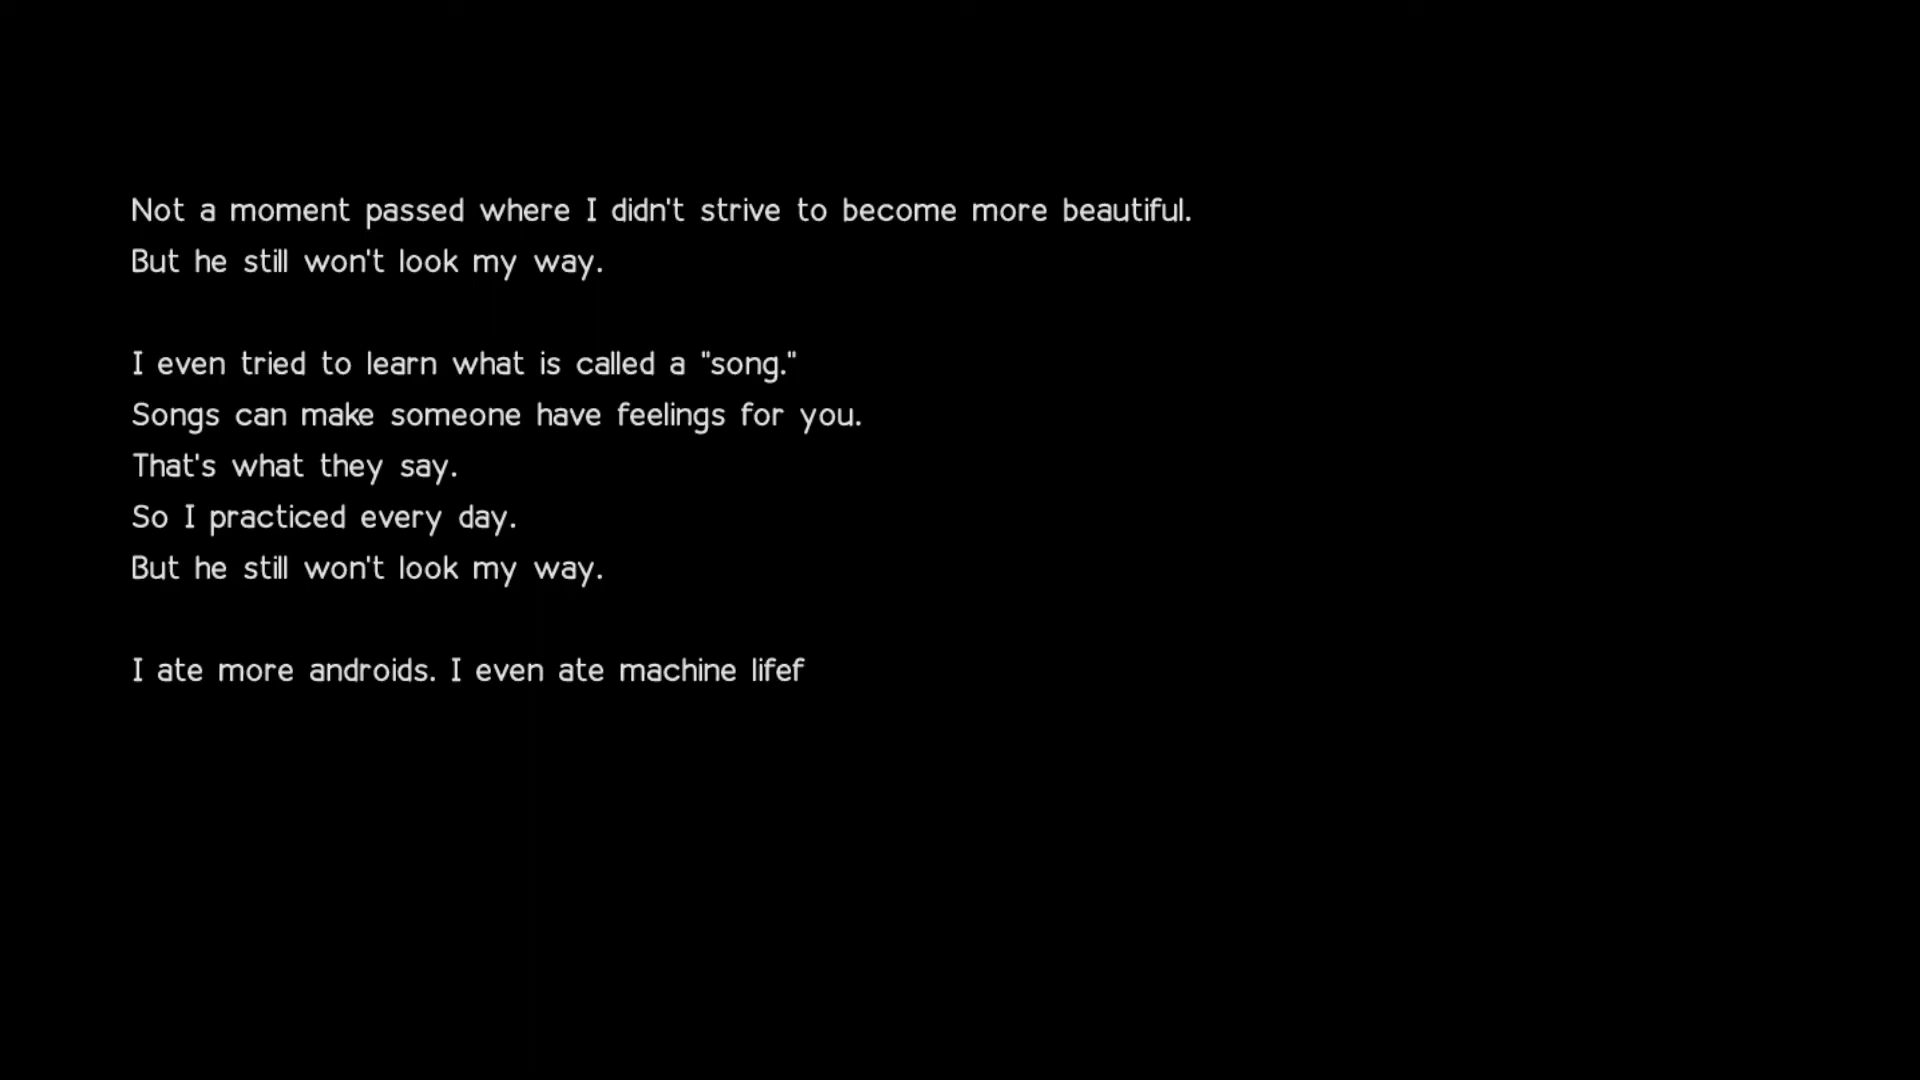 Not a moment passed where I didn't strive to become more beautiful.
But he still won't look my way.
I even tried to learn what is called a "song."
Songs can make someone have feelings for you.
That's what they say.
So I practiced every day.
But he still won't look my way.
I ate more androids. I even ate machine lifef